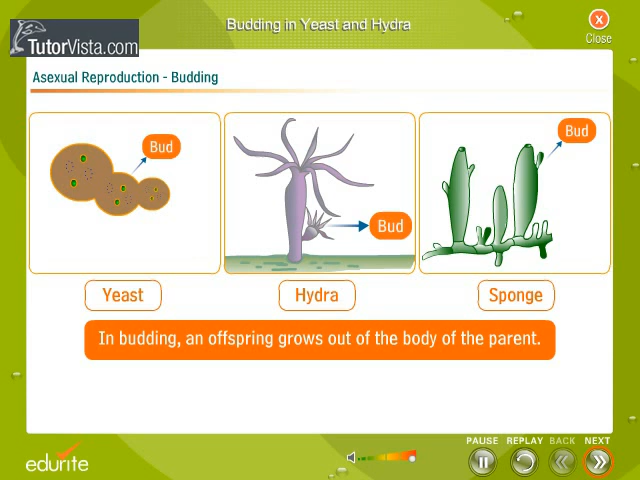 Budding in Yeast and Hydra
Close
TutorVista.com
Asexual Reproduction - Budding
Bud
Bud
Bud
Yeast
Hydra
Sponge
In budding, an offspring grows out of the body of the parent.
PAUSE REPLAY BACK NEXT
edurite